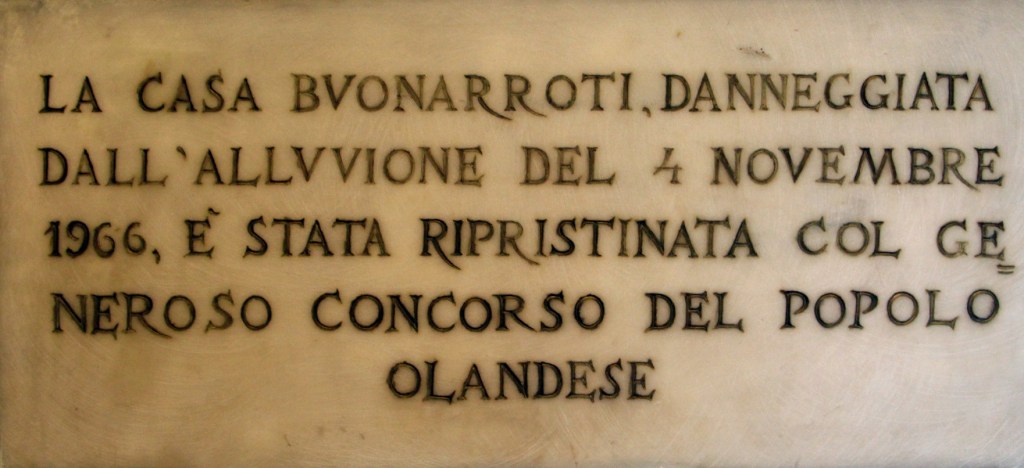 LA CASA BVONARROTI, DANNEGGIATA
DALL'ALLVVIONE DEL 4 NOVEMBRE
1966, È STATA RIPRISTINATA COL GE=
NEROSO CONCORSO DEL POPOLO
OLANDESE